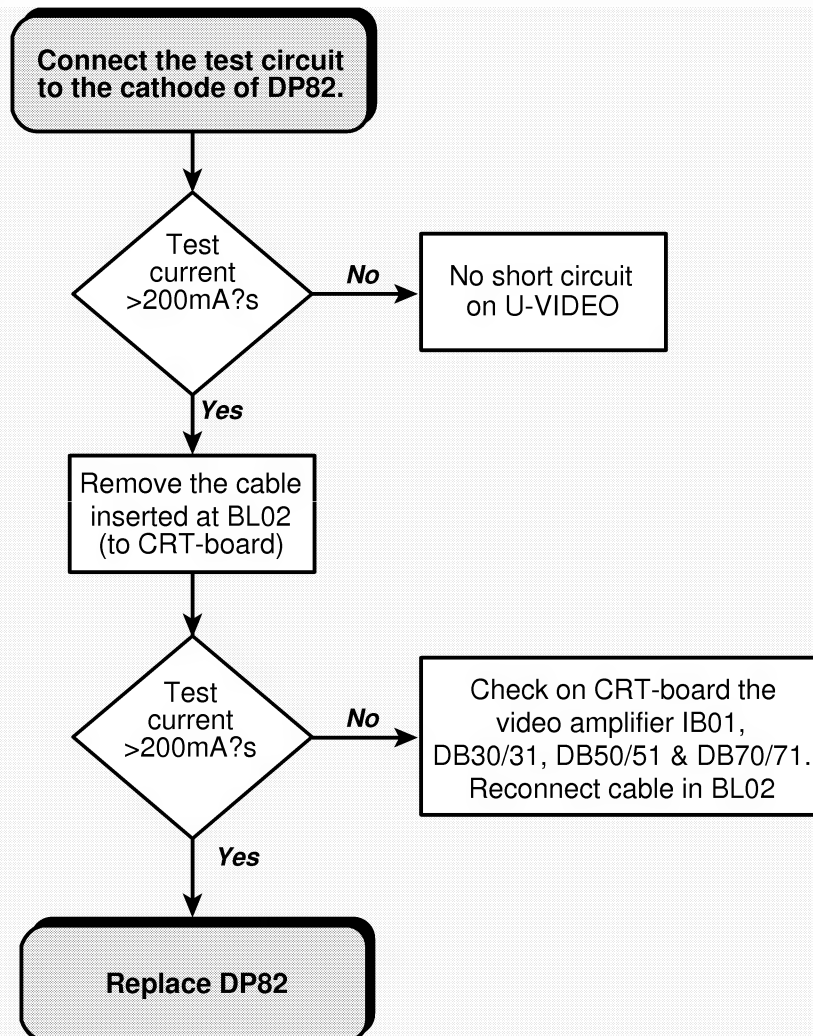 Connect the test circuit
to the cathode of DP82.
Test
current
>200mA?s
No
No short circuit
on U-VIDEO
Yes
Remove the cable
inserted at BL02
(to CRT-board)
Test
current
>200mA?s
No
Check on CRT-board the
video amplifier IB01,
DB30/31, DB50/51 & DB70/71.
Reconnect cable in BL02
Yes
Replace DP82